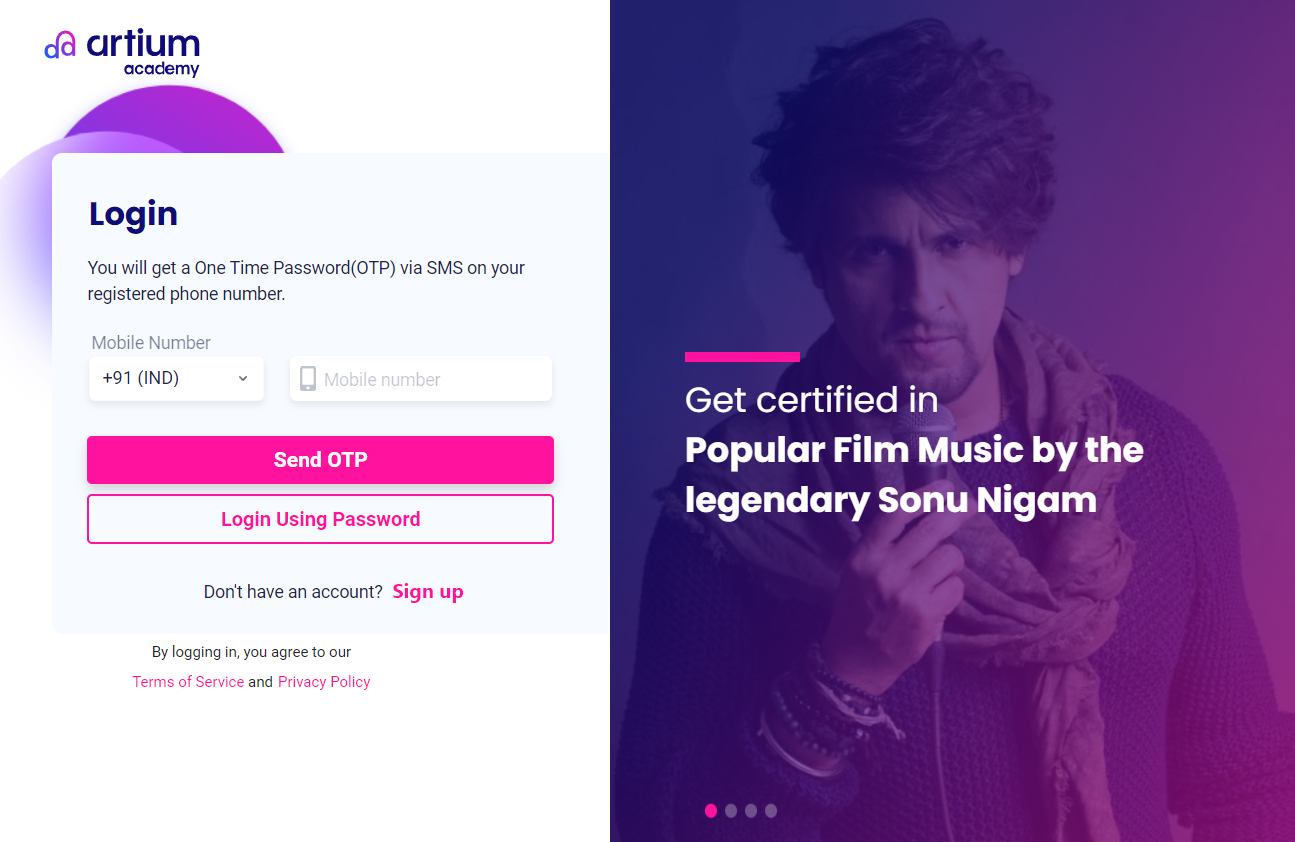 artium
academy
Login
You will get a One Time Password(OTP) via SMS on your
registered phone number.
Mobile Number
+91 (IND)
Mobile number
Send OTP
Login Using Password
Don't have an account? Sign up
By logging in, you agree to our
Terms of Service and Privacy Policy
Get certified in
Popular Film Music by the
legendary Sonu Nigam